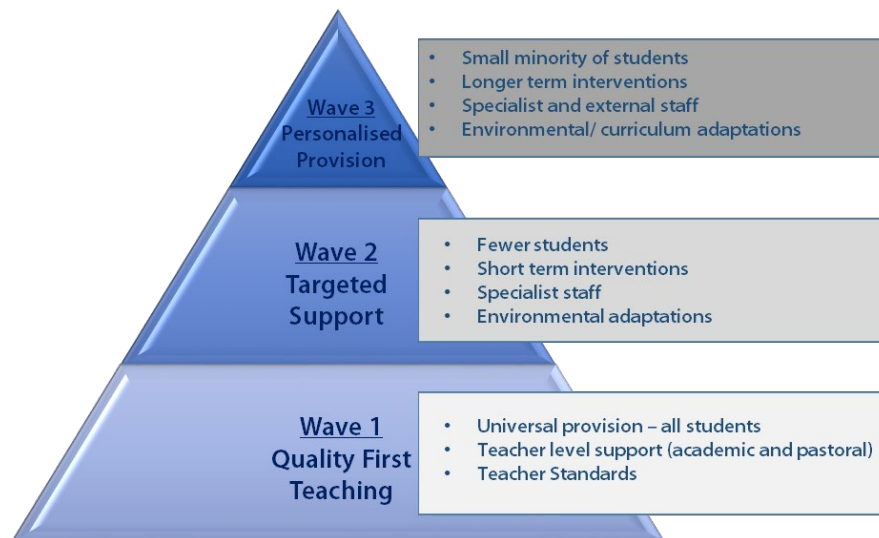 Wave 3
Personalised
Provision
• Small minority of students
• Longer term interventions
• Specialist and external staff
• Environmental/ curriculum adaptations
Wave 2
Targeted
Support
• Fewer students
• Short term interventions
• Specialist staff
• Environmental adaptations
Wave 1
Quality First
Teaching
• Universal provision – all students
• Teacher level support (academic and pastoral)
• Teacher Standards